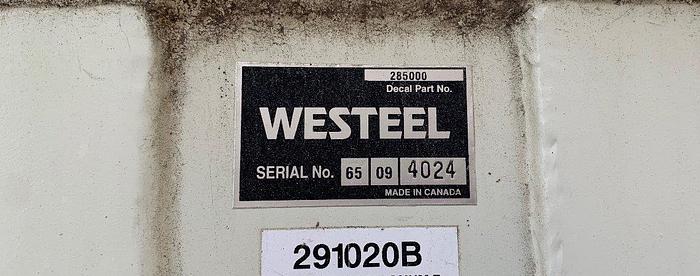 285000
Decal Part No.
WESTEEL
SERIAL No. 65 09 4024
MADE IN CANADA
291020B